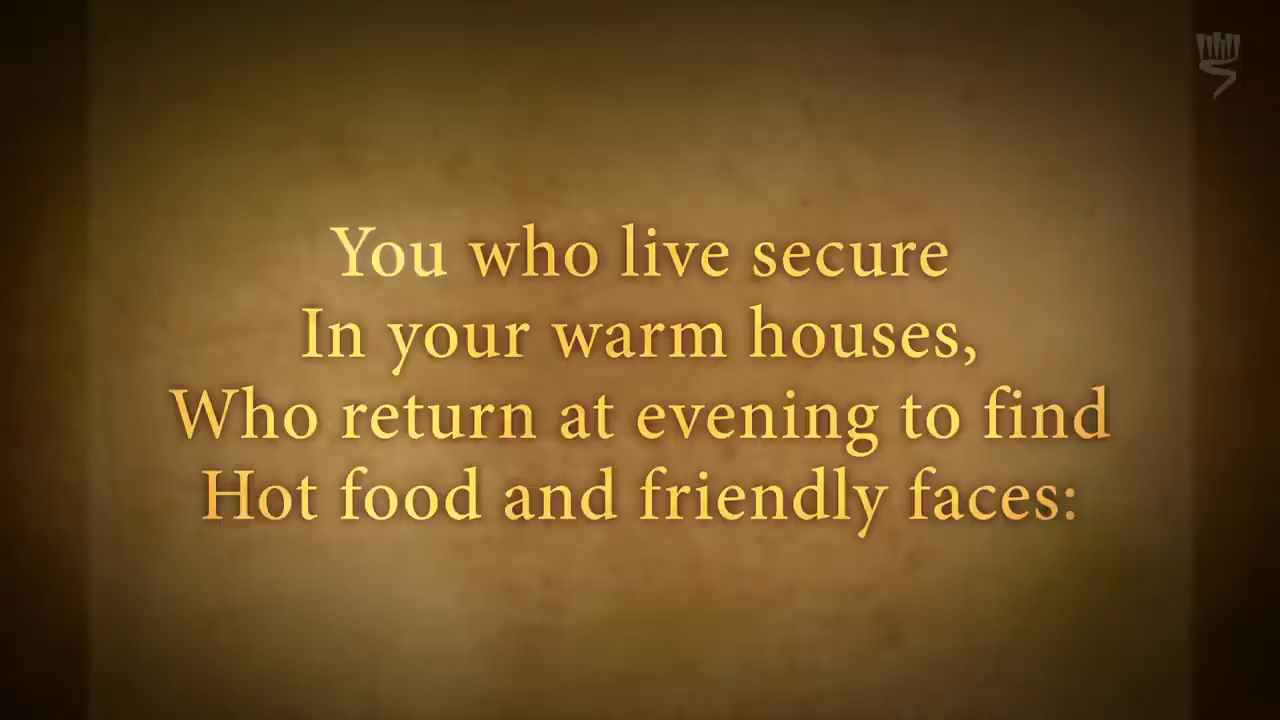 You who live secure
In your warm houses,
Who return at evening to find
Hot food and friendly faces: